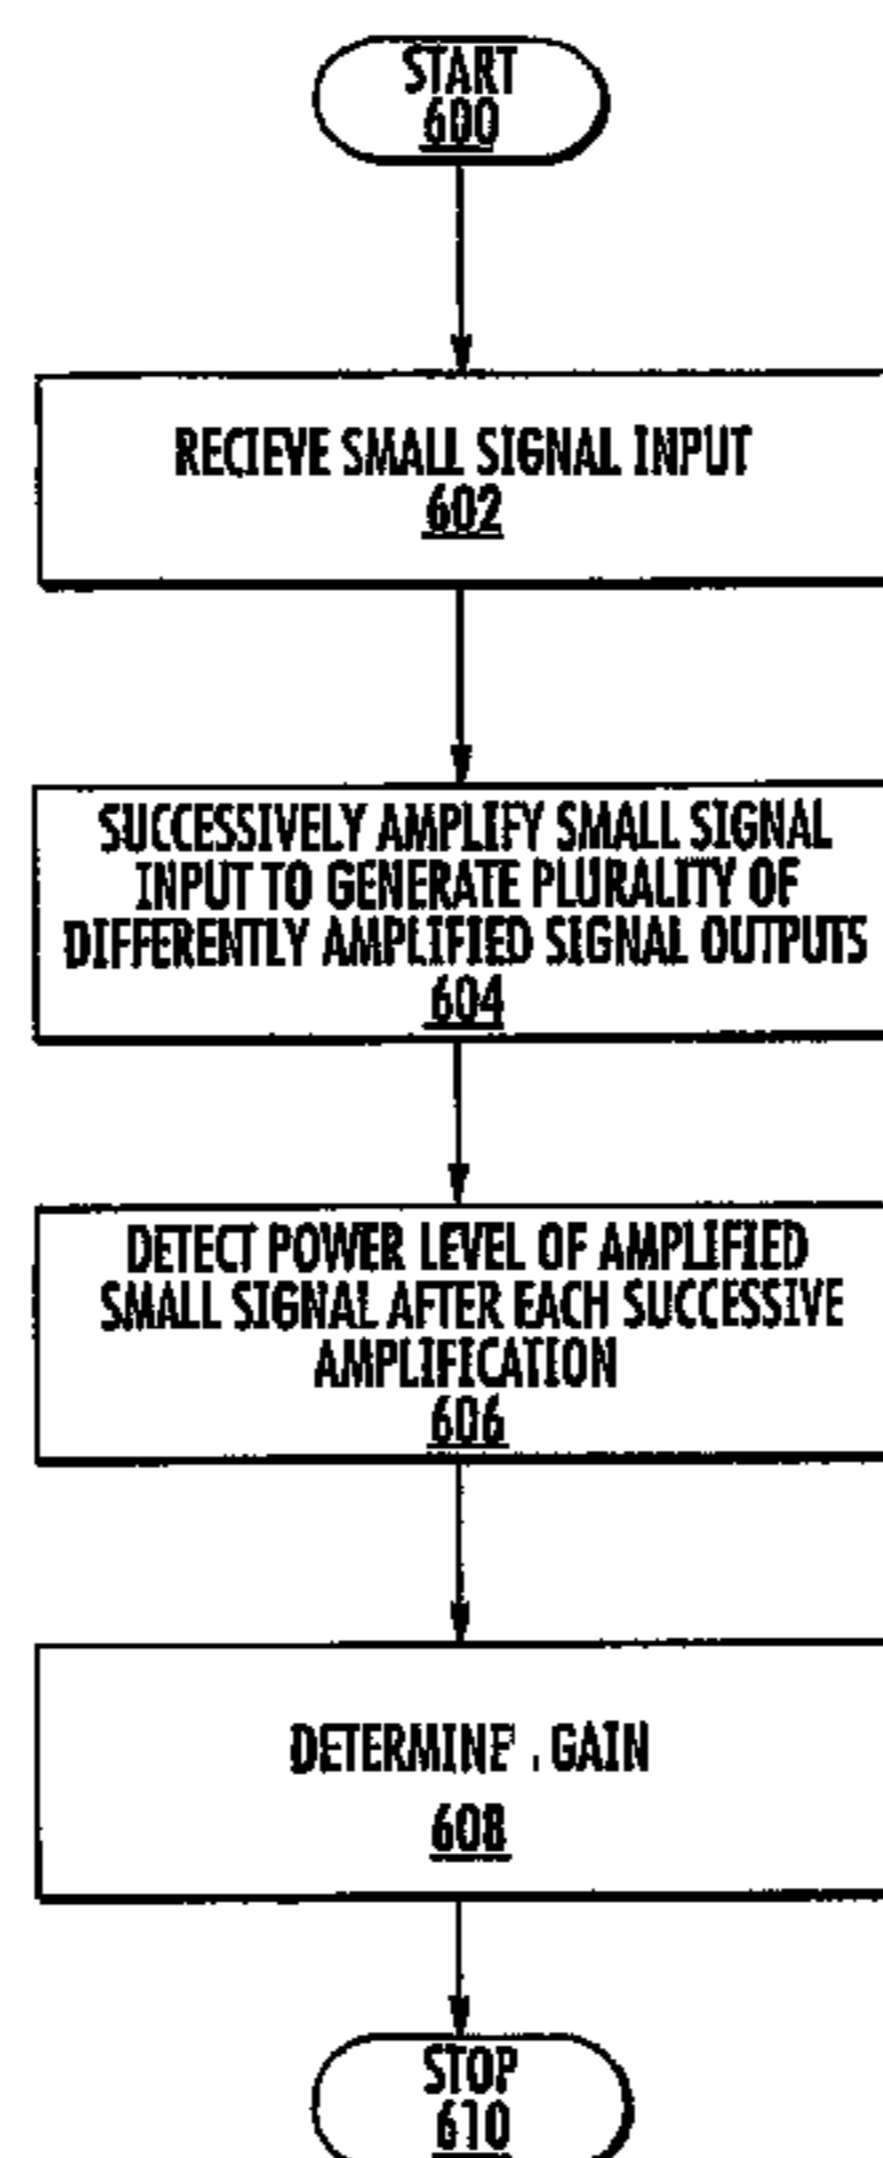 START
600
RECIEVE SMALL SIGNAL INPUT
602
SUCCESSIVELY AMPLIFY SMALL SIGNAL
INPUT TO GENERATE PLURALITY OF
DIFFERENTLY AMPLIFIED SIGNAL OUTPUTS
604
DETECT POWER LEVEL OF AMPLIFIED
SMALL SIGNAL AFTER EACH SUCCESSIVE
AMPLIFICATION
606
DETERMINE GAIN
608
STOP
610